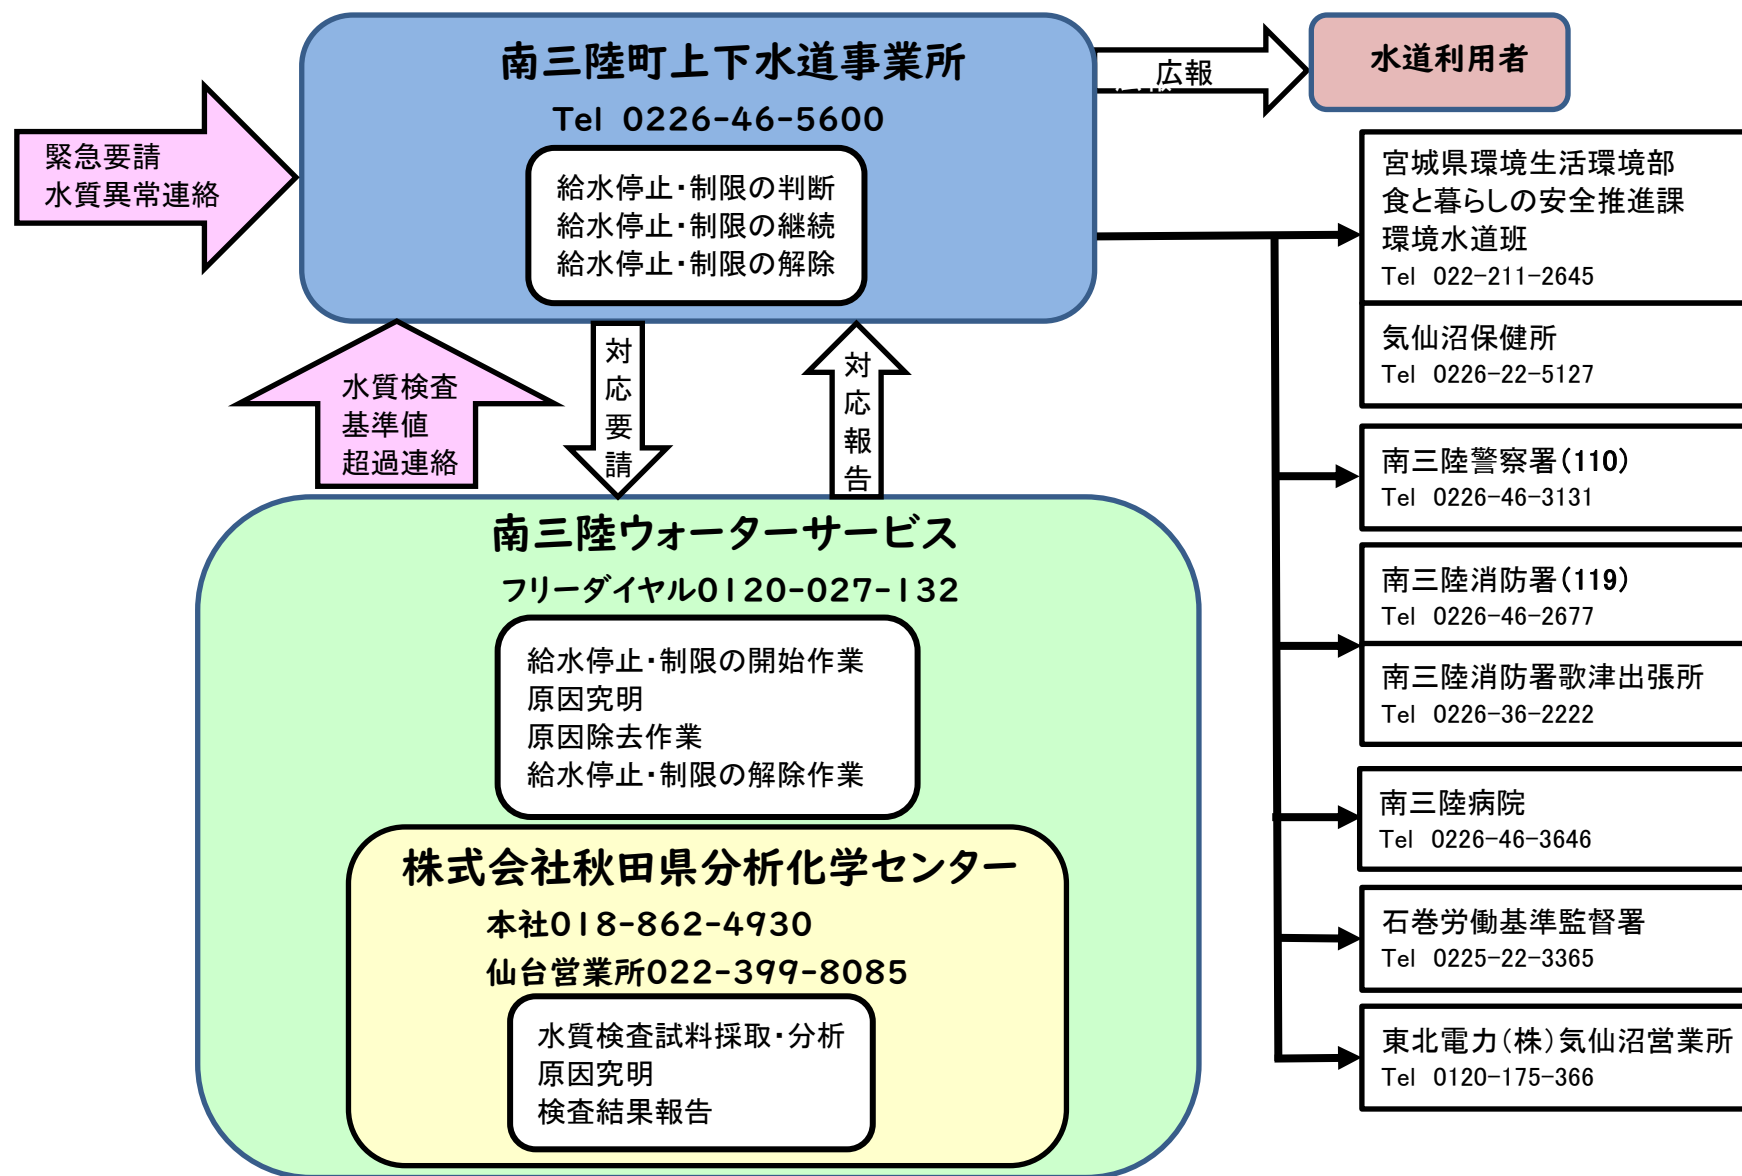 南三陸町上下水道事業所
Tel 0226-46-5600
給水停止・制限の判断
給水停止・制限の継続
給水停止・制限の解除
緊急要請
水質異常連絡
広報
水道利用者
宮城県環境生活環境部
食と暮らしの安全推進課
環境水道班
Tel 022-211-2645
気仙沼保健所
Tel 0226-22-5127
南三陸警察署(110)
Tel 0226-46-3131
南三陸消防署(119)
Tel 0226-46-2677
南三陸消防署歌津出張所
Tel 0226-36-2222
南三陸病院
Tel 0226-46-3646
石巻労働基準監督署
Tel 0225-22-3365
東北電力(株)気仙沼営業所
Tel 0120-175-366
水質検査
基準値
超過連絡
対応要請
対応報告
南三陸ウォーターサービス
フリーダイヤル0120-027-132
給水停止・制限の開始作業
原因究明
原因除去作業
給水停止・制限の解除作業
株式会社秋田県分析化学センター
本社018-862-4930
仙台営業所022-399-8085
水質検査試料採取・分析
原因究明
検査結果報告